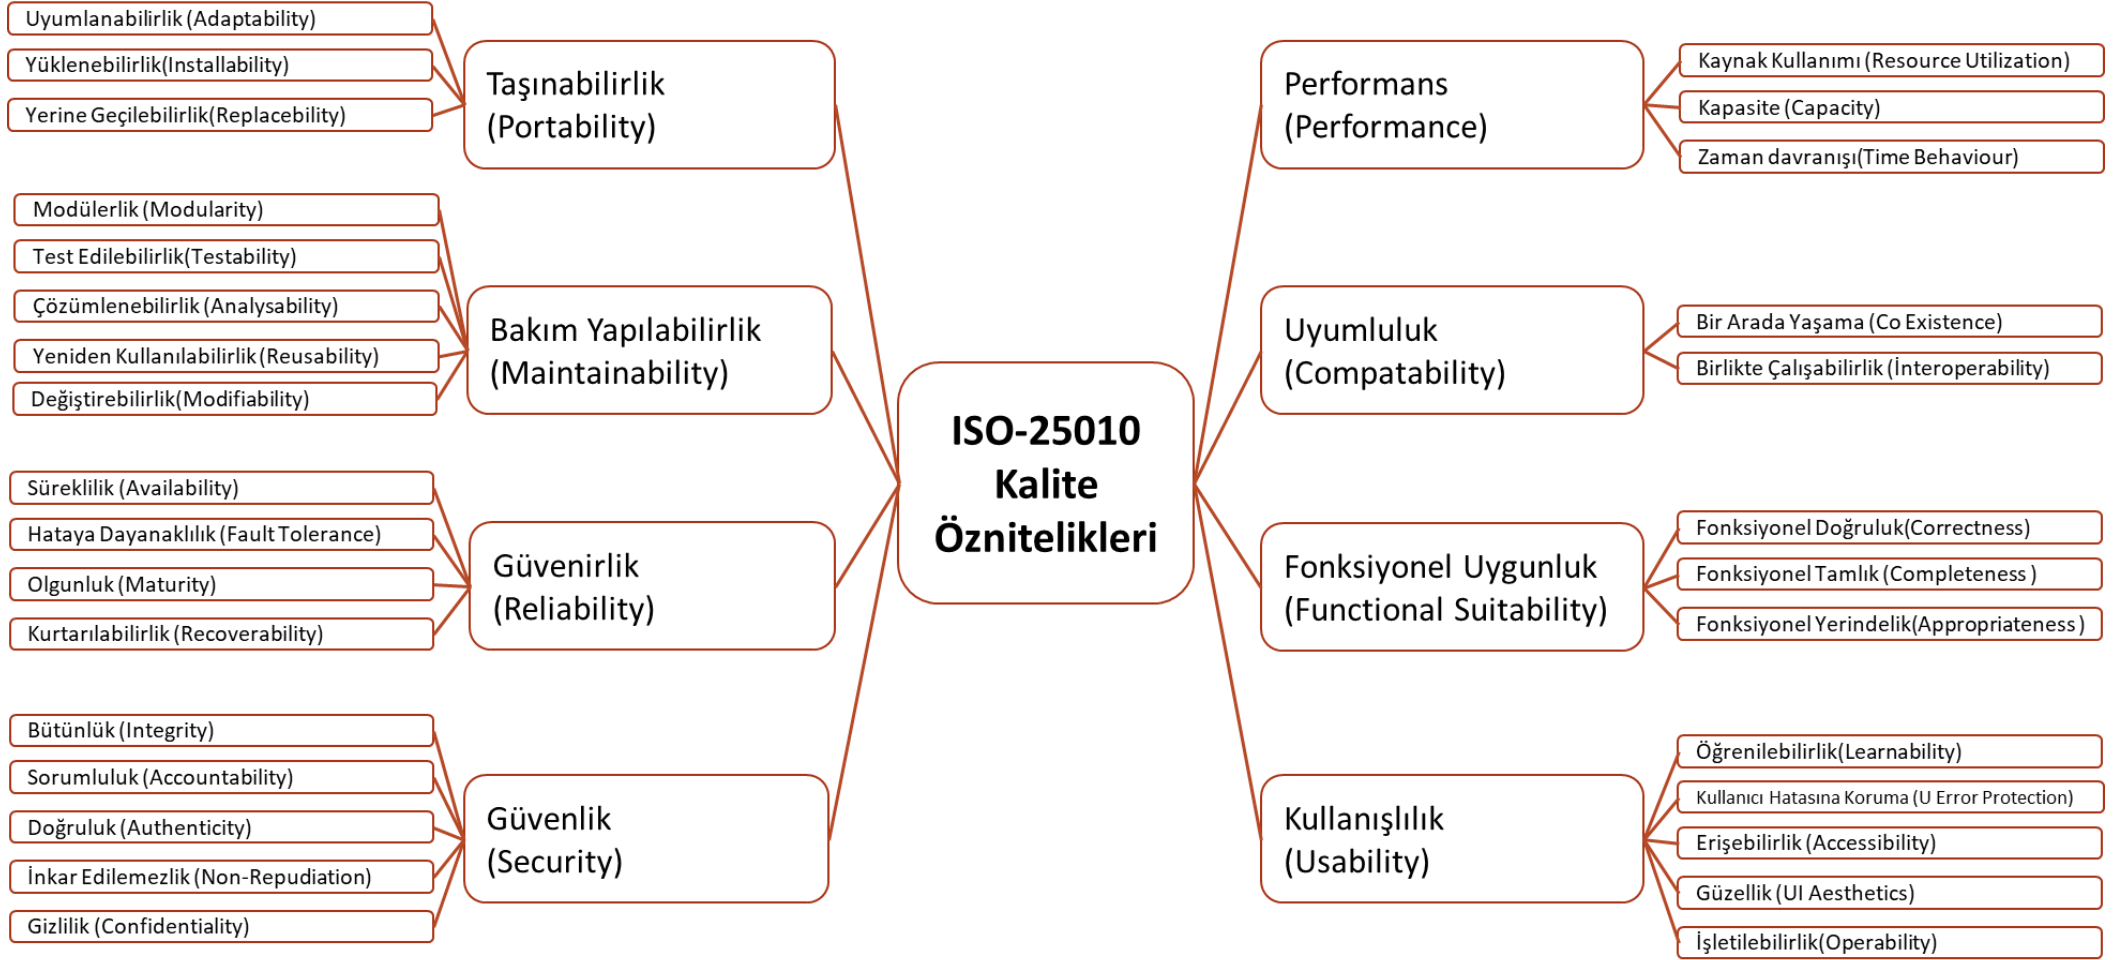 Uyumlanabilirlik (Adaptability)
Yüklenebilirlik(Installability)
Yerine Geçilebilirlik(Replacebility)
Taşınabilirlik
(Portability)
Modülerlik (Modularity)
Test Edilebilirlik(Testability)
Çözümlenebilirlik (Analysability)
Yeniden Kullanılabilirlik (Reusability)
Değiştirebilirlik(Modifiability)
Bakım Yapılabilirlik
(Maintainability)
Süreklilik (Availability)
Hataya Dayanaklılık (Fault Tolerance)
Olgunluk (Maturity)
Kurtarılabilirlik (Recoverability)
Güvenirlik
(Reliability)
Bütünlük (Integrity)
Sorumluluk (Accountability)
Doğruluk (Authenticity)
İnkar Edilemezlik (Non-Repudiation)
Gizlilik (Confidentiality)
Güvenlik
(Security)
ISO-25010
Kalite
Öznitelikleri
Performans
(Performance)
Kaynak Kullanımı (Resource Utilization)
Kapasite (Capacity)
Zaman davranışı(Time Behaviour)
Uyumluluk
(Compatability)
Bir Arada Yaşama (Co Existence)
Birlikte Çalışabilirlik (İnteroperability)
Fonksiyonel Uygunluk
(Functional Suitability)
Fonksiyonel Doğruluk(Correctness)
Fonksiyonel Tamlık (Completeness )
Fonksiyonel Yerindelik(Appropriateness )
Kullanışlılık
(Usability)
Öğrenilebilirlik(Learnability)
Kullanıcı Hatasına Koruma (U Error Protection)
Erişebilirlik (Accessibility)
Güzellik (UI Aesthetics)
İşletilebilirlik(Operability)